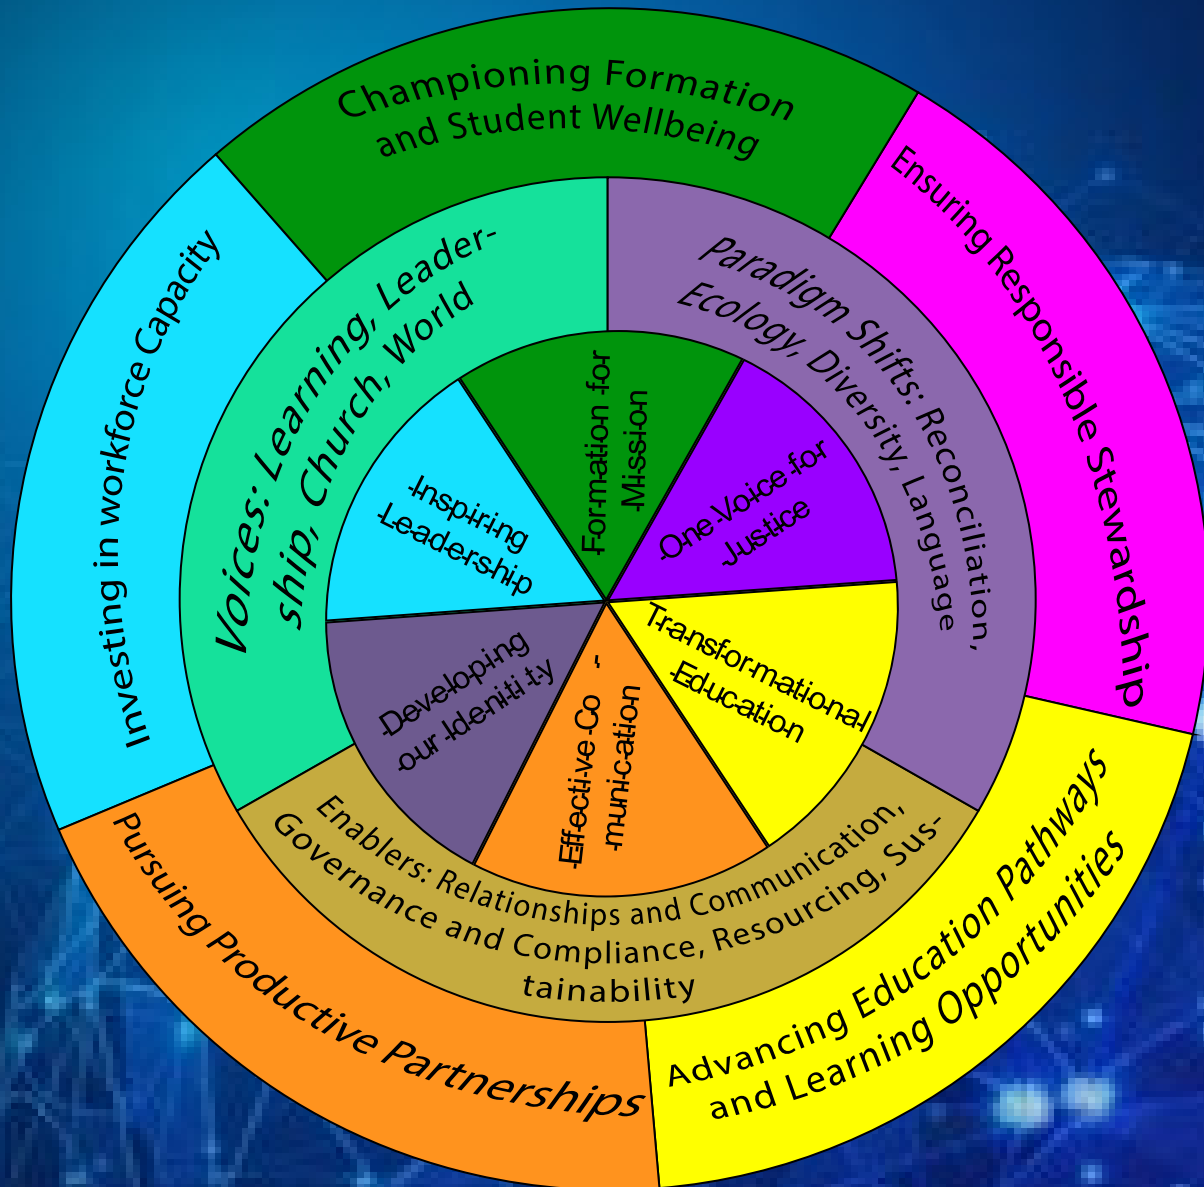 Championing Formation
and Student Wellbeing
Ensuring Responsible Stewardship
Advancing Education Pathways
and Learning Opportunities
Pursuing Productive Partnerships
Investing in workforce Capacity
Voices: Learning, Leader-
ship, Church, World
Paradigm Shifts: Reconciliation,
Ecology, Diversity, Language
Enablers: Relationships and Communication,
Governance and Compliance, Resourcing, Sus-
tainability
Formation for
Mission
One Voice for
Justice
Transformational
Education
Effective Co -
munication
Developing
our Idenitity
Inspiring
Leadership